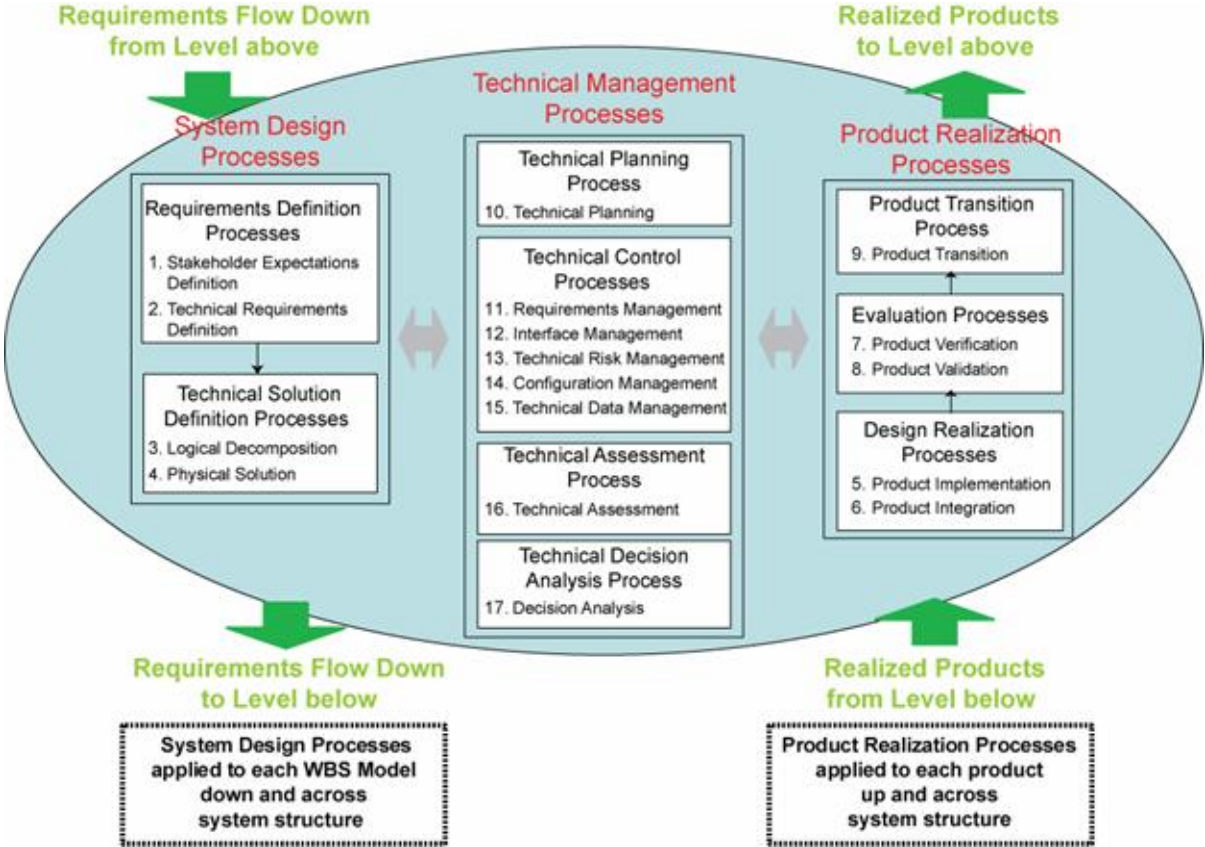 Requirements Flow Down
from Level above
Realized Products
to Level above
System Design
Processes
Requirements Definition
Processes
1. Stakeholder Expectations
Definition
2. Technical Requirements
Definition
Technical Solution
Definition Processes
3. Logical Decomposition
4. Physical Solution
Technical Management
Processes
Technical Planning
Process
10. Technical Planning
Technical Control
Processes
11. Requirements Management
12. Interface Management
13. Technical Risk Management
14. Configuration Management
15. Technical Data Management
Technical Assessment
Process
16. Technical Assessment
Technical Decision
Analysis Process
17. Decision Analysis
Product Realization
Processes
Product Transition
Process
9. Product Transition
Evaluation Processes
7. Product Verification
8. Product Validation
Design Realization
Processes
5. Product Implementation
6. Product Integration
Requirements Flow Down
to Level below
Realized Products
from Level below
System Design Processes
applied to each WBS Model
down and across
system structure
Product Realization Processes
applied to each product
up and across
system structure